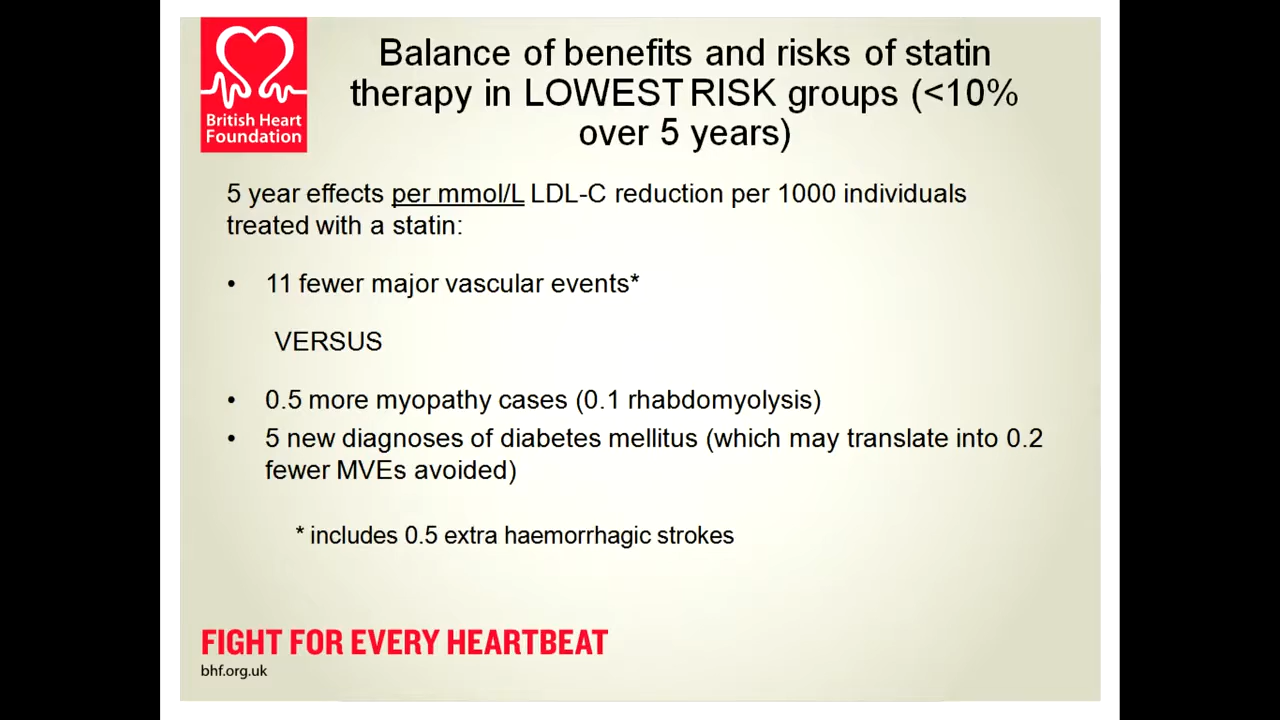 British Heart
Foundation
Balance of benefits and risks of statin
therapy in LOWEST RISK groups (<10%
over 5 years)
5 year effects per mmol/L LDL-C reduction per 1000 individuals
treated with a statin:
• 11 fewer major vascular events*
VERSUS
• 0.5 more myopathy cases (0.1 rhabdomyolysis)
• 5 new diagnoses of diabetes mellitus (which may translate into 0.2
fewer MVEs avoided)
* includes 0.5 extra haemorrhagic strokes
FIGHT FOR EVERY HEARTBEAT
bhf.org.uk